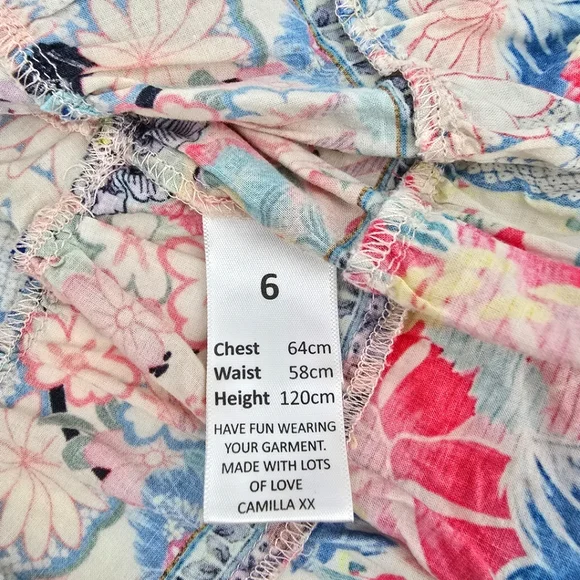 6
Chest 64cm
Waist 58cm
Height 120cm
HAVE FUN WEARING
YOUR GARMENT.
MADE WITH LOTS
OF LOVE
CAMILLA XX